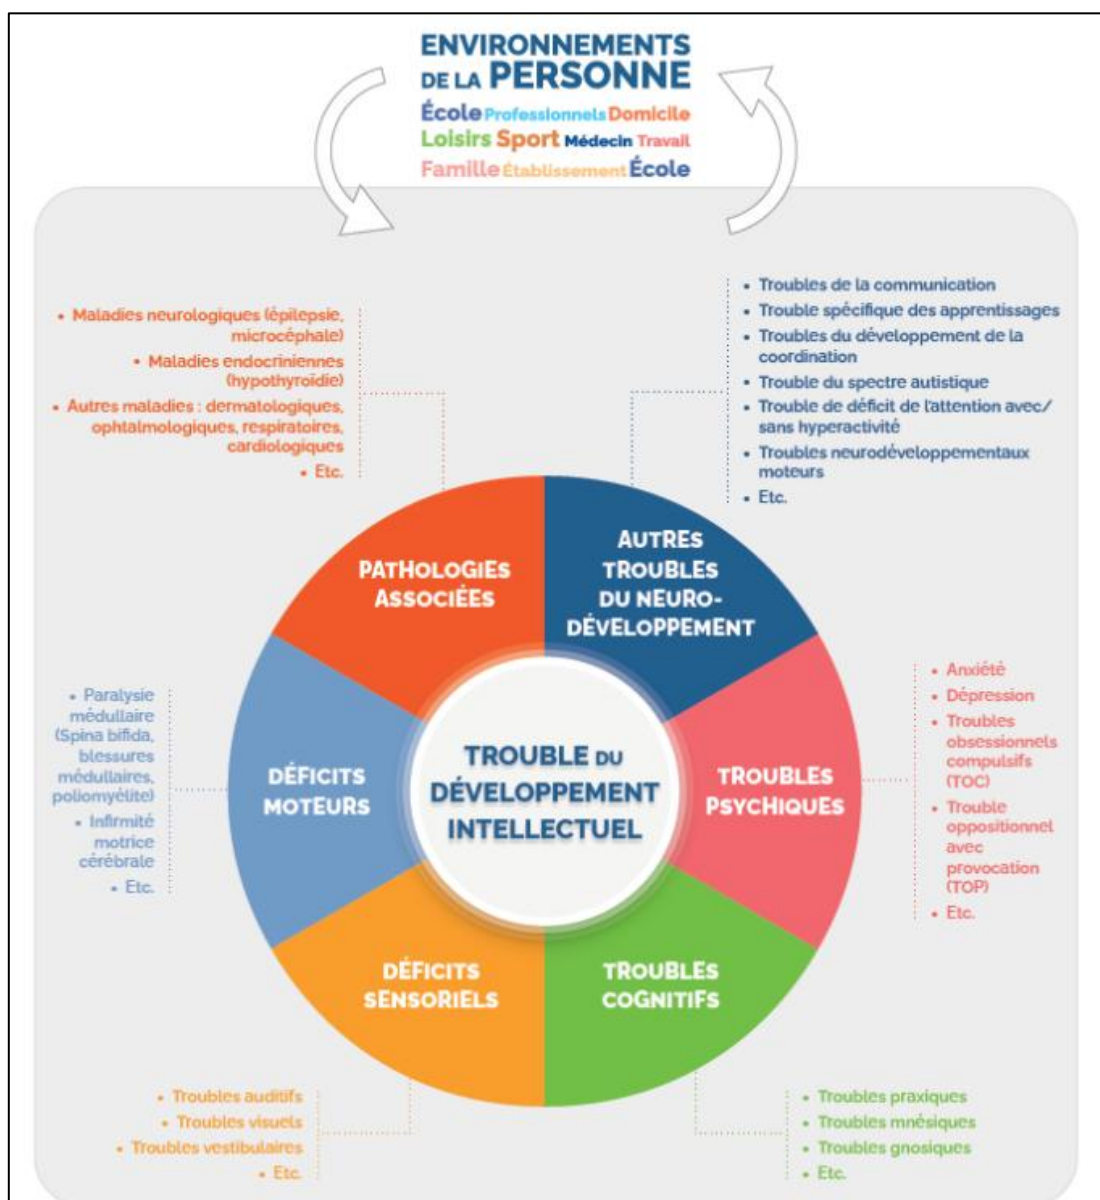 ENVIRONNEMENTS
DE LA PERSONNE
École Professionnels Domicile
Loisirs Sport Médecin Travail
Famille Établissement École
• Maladies neurologiques (épilepsie,
microcéphale)
• Maladies endocriniennes
(hypothyroïdie)
• Autres maladies : dermatologiques,
ophtalmologiques, respiratoires,
cardiologiques
• Etc.
• Troubles de la communication
• Trouble spécifique des apprentissages
• Troubles du développement de la
coordination
• Trouble du spectre autistique
• Trouble de déficit de l'attention avec/
sans hyperactivité
• Troubles neurodéveloppementaux
moteurs
• Etc.
PATHOLOGIES
ASSOCIÉES
AUTRES
TROUBLES
DU NEURO-
DÉVELOPPEMENT
• Paralysie
médullaire
(Spina bifida,
blessures
médullaires,
poliomyélite)
• Infirmité
motrice
cérébrale
• Etc.
DÉFICITS
MOTEURS
TROUBLE DU
DÉVELOPPEMENT
INTELLECTUEL
TROUBLES
PSYCHIQUES
• Anxiété
• Dépression
• Troubles
obsessionnels
compulsifs
(TOC)
• Trouble
oppositionnel
avec
provocation
(TOP)
• Etc.
DÉFICITS
SENSORIELS
TROUBLES
COGNITIFS
• Troubles auditifs
• Troubles visuels
• Troubles vestibulaires
• Etc.
• Troubles praxiques
• Troubles mnésiques
• Troubles gnosiques
• Etc.